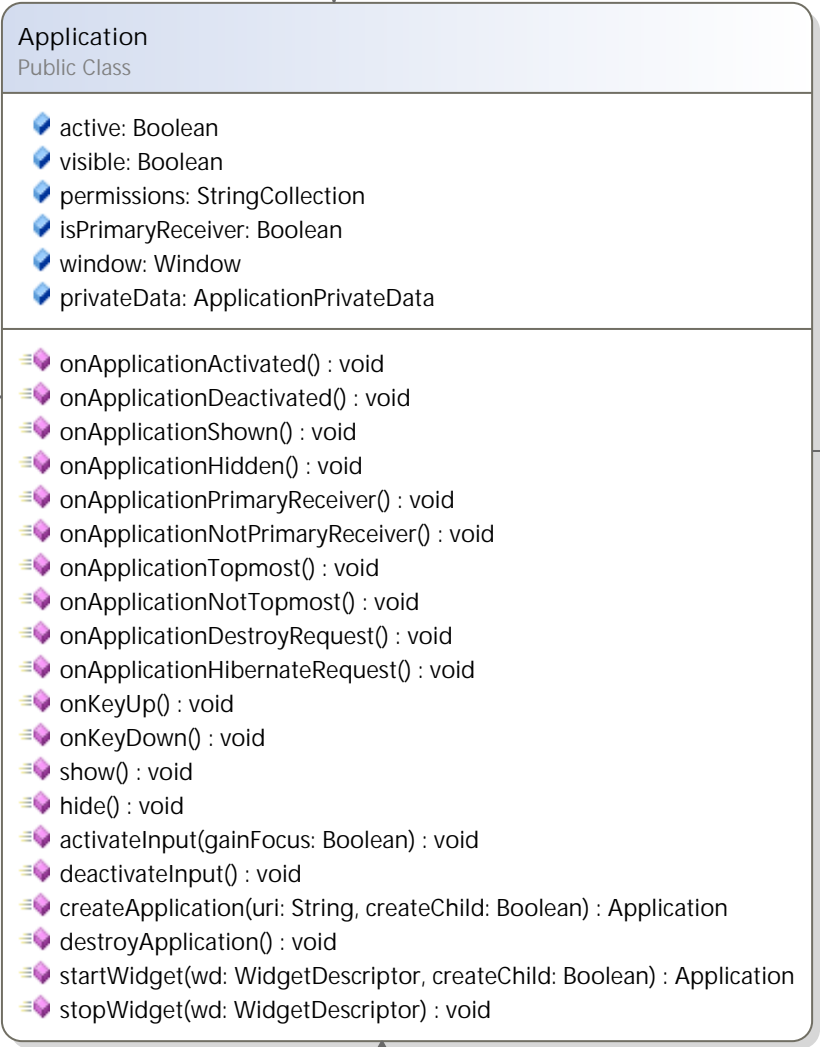 Application
Public Class
active: Boolean
visible: Boolean
permissions: StringCollection
isPrimaryReceiver: Boolean
window: Window
privateData: ApplicationPrivateData
onApplicationActivated() : void
onApplicationDeactivated() : void
onApplicationShown() : void
onApplicationHidden() : void
onApplicationPrimaryReceiver() : void
onApplicationNotPrimaryReceiver() : void
onApplicationTopmost() : void
onApplicationNotTopmost() : void
onApplicationDestroyRequest() : void
onApplicationHibernateRequest() : void
onKeyUp() : void
onKeyDown() : void
show() : void
hide() : void
activateInput(gainFocus: Boolean) : void
deactivateInput() : void
createApplication(uri: String, createChild: Boolean) : Application
destroyApplication() : void
startWidget(wd: WidgetDescriptor, createChild: Boolean) : Application
stopWidget(wd: WidgetDescriptor) : void